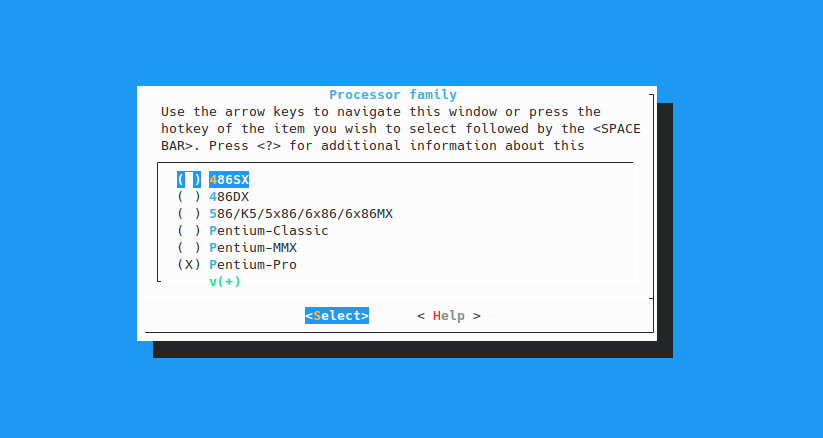 Processor family
Use the arrow keys to navigate this window or press the
hotkey of the item you wish to select followed by the <SPACE
BAR>. Press <?> for additional information about this
( ) 486SX
( ) 486DX
( ) 586/K5/5x86/6x86/6x86MX
( ) Pentium-Classic
( ) Pentium-MMX
(X) Pentium-Pro
v(+)
<Select> < Help >